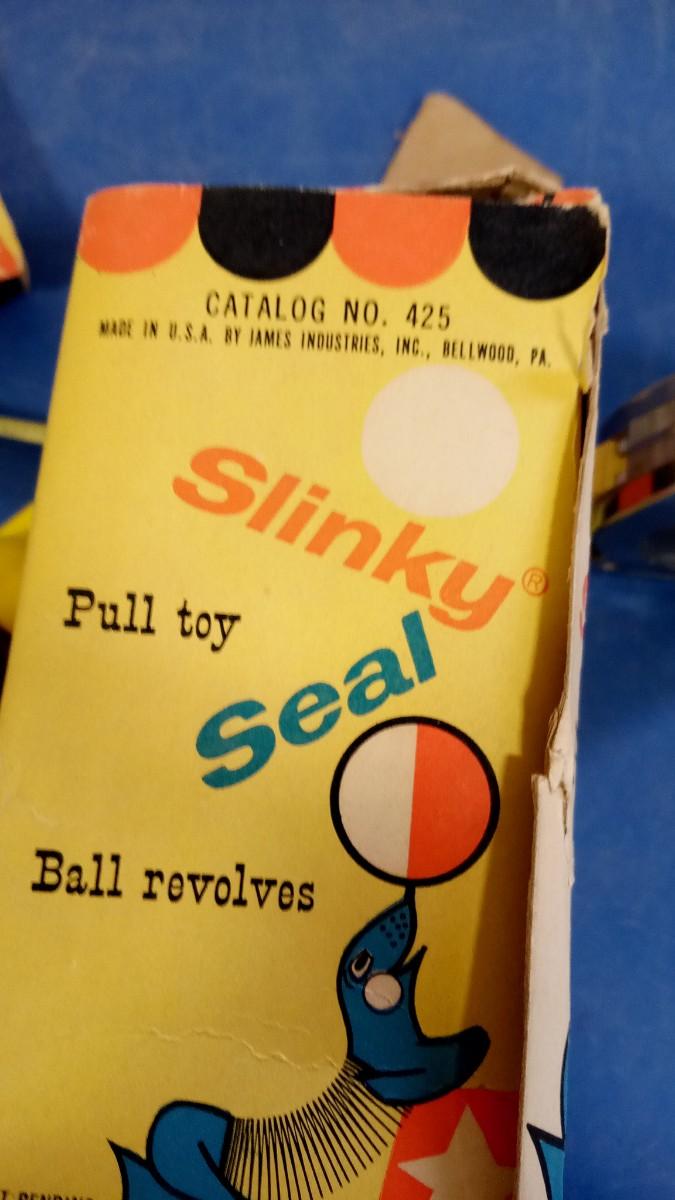 CATALOG NO. 425
MADE IN U.S.A. BY JAMES INDUSTRIES, INC., BELLWOOD, PA.
Slinky®
Pull toy
Seal
Ball revolves